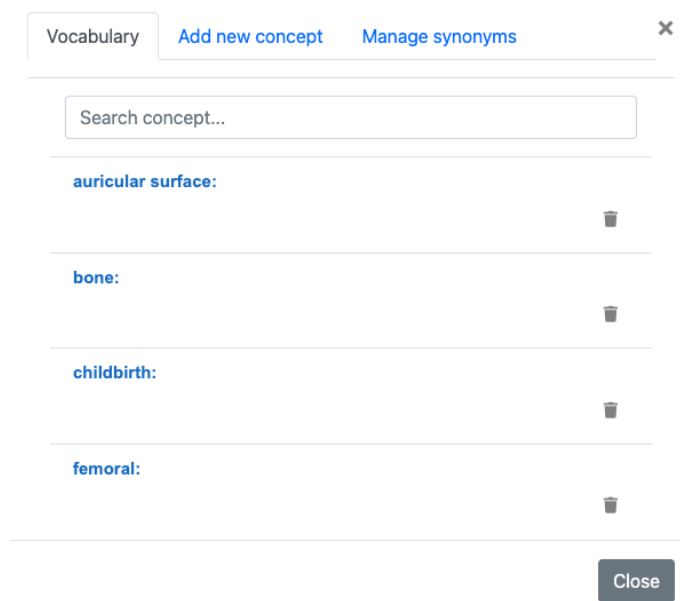 Vocabulary Add new concept Manage synonyms ×
Search concept...
auricular surface:
bone:
childbirth:
femoral:
Close